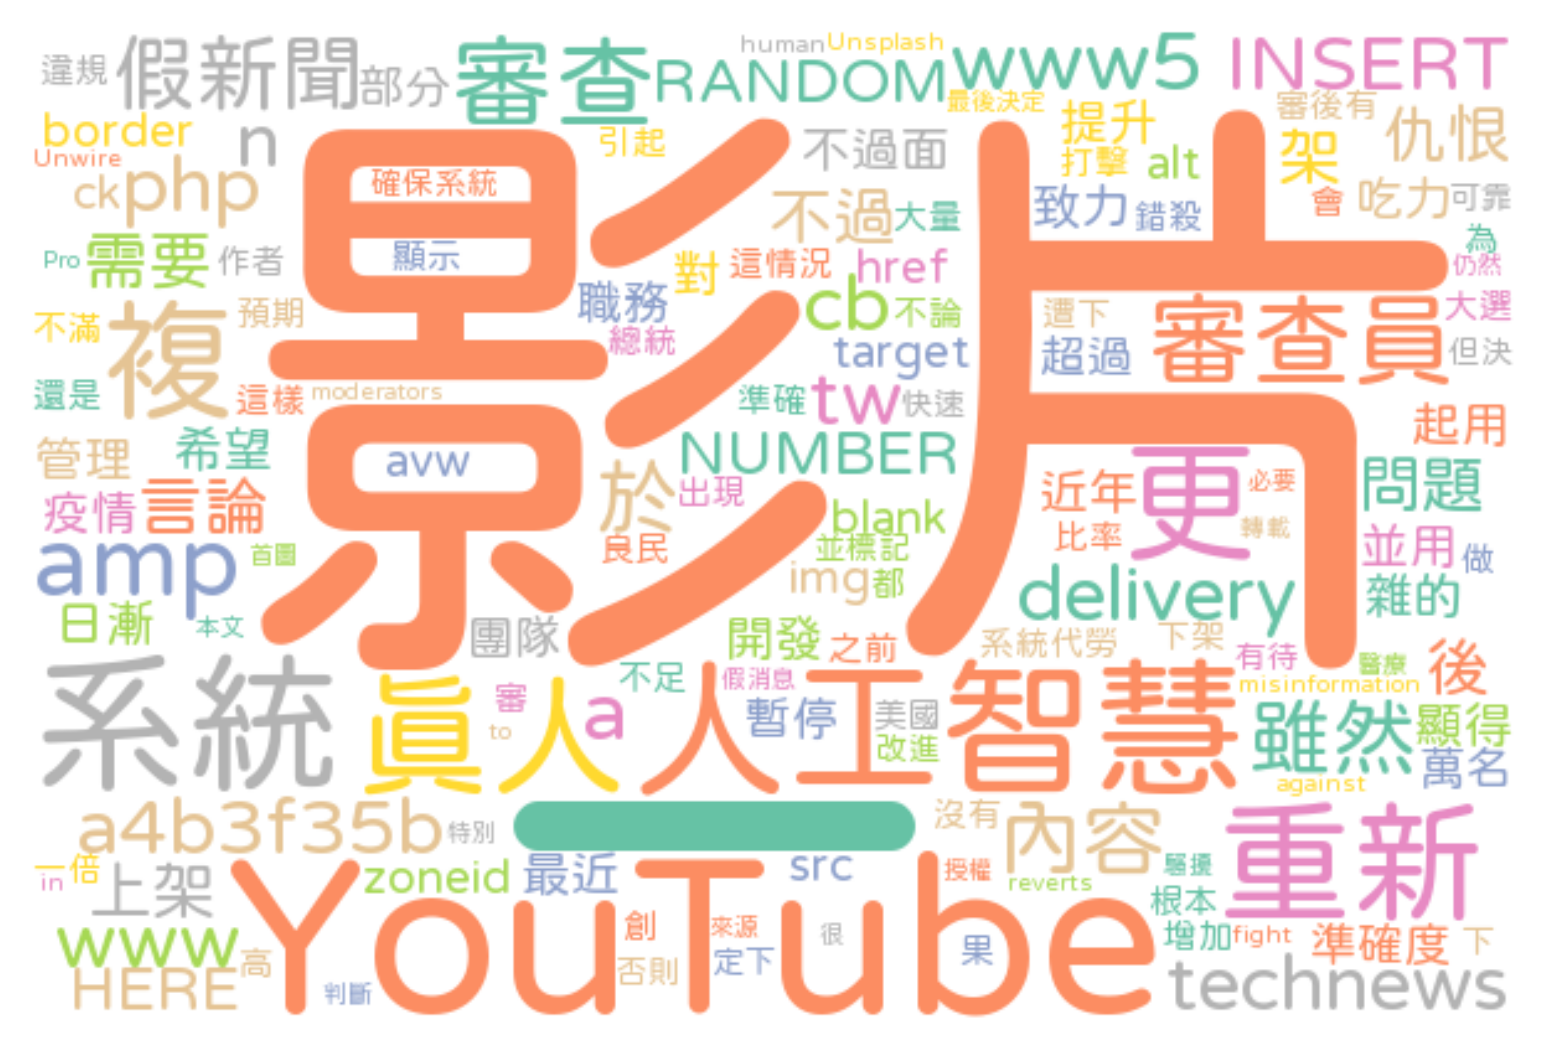 human Unsplash
違規 假新聞 部分 審查 RANDOM www5 INSERT
border n 引起 不過面 最後決定 提升 審後有 仇恨
Unwire 打擊 alt 架
ck php 確保系統 不過 大量 致力 錯殺 會 吃力 可靠
Pro 需要 作者 顯示 對 這情況 href 為 仍然
影片
不滿 複 預期 職務 cb 不論 遭下 審查員 大選
總統 target 超過 但決
還是 這樣 moderators 準確 tw 快速 起用
管理 希望 avw NUMBER 近年 更 必要 問題
疫情 言論 於 出現 blank 比率 轉載 並用
amp 首圖 良民 並標記 做
img 都 delivery 雜的
日漸 本文 團隊 開發 之前 系統代勞 下架 有待 醫療 後
系統 眞人 審 a 不足 假消息 人工智慧 misinformation
to 暫停 美國 雖然 顯得
改進 against 萬名
a4b3f35b 特別 一 沒有 內容 重新
in 一倍 上架 zoneid 最近 src 授權 reverts 騷擾
YouTube
www 創 來源 很 果 根本
HERE 高 判斷 否則 定下 增加 fight 準確度 下
technews